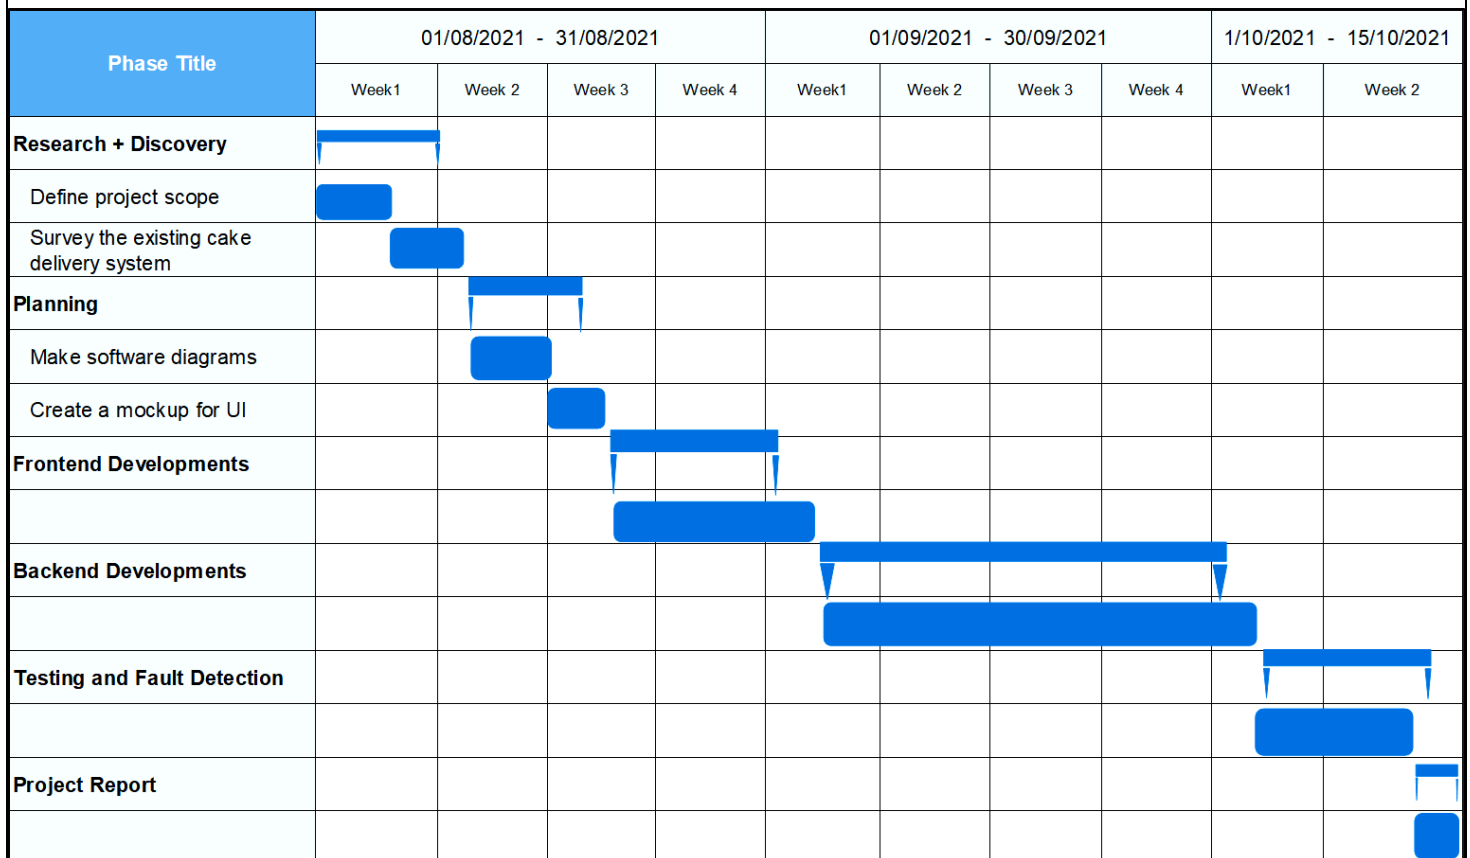 Phase Title
01/08/2021 - 31/08/2021
01/09/2021 - 30/09/2021
1/10/2021 - 15/10/2021
Week1
Week 2
Week 3
Week 4
Week1
Week 2
Week 3
Week 4
Week1
Week 2
Research + Discovery
Define project scope
Survey the existing cake
delivery system
Planning
Make software diagrams
Create a mockup for UI
Frontend Developments
Backend Developments
Testing and Fault Detection
Project Report